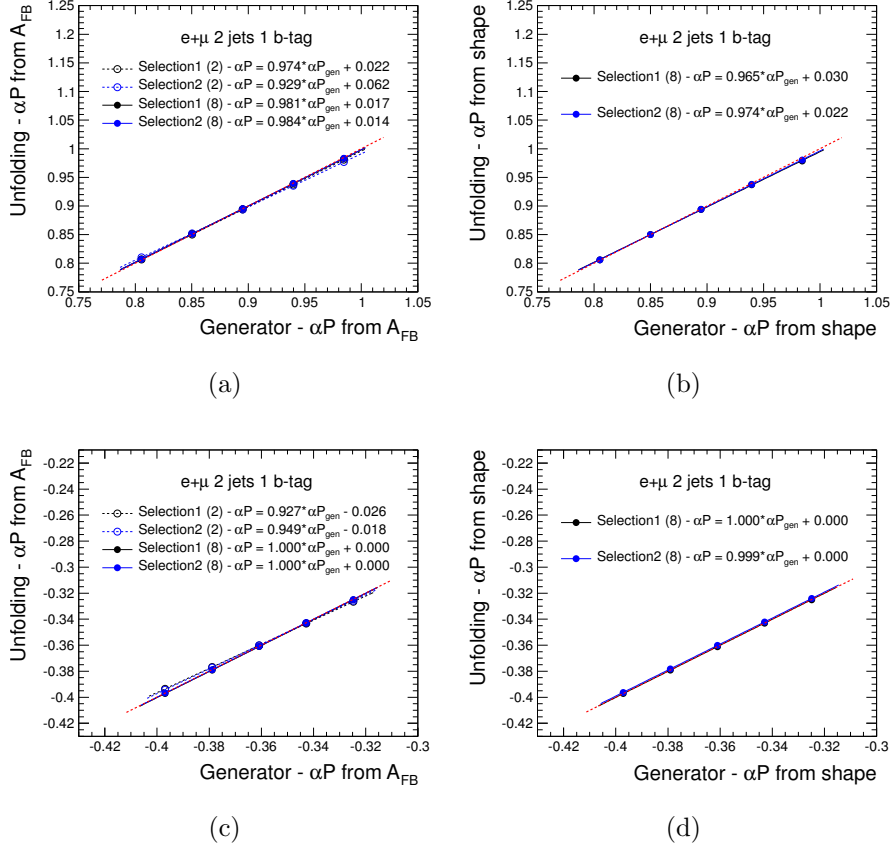 Unfolding - αP from A_FB
1.25
1.2
1.15
1.1
1.05
1
0.95
0.9
0.85
0.8
0.75
e+μ 2 jets 1 b-tag
Selection1 (2) - αP = 0.974*αP_gen + 0.022
Selection2 (2) - αP = 0.929*αP_gen + 0.062
Selection1 (8) - αP = 0.981*αP_gen + 0.017
Selection2 (8) - αP = 0.984*αP_gen + 0.014
0.75 0.8 0.85 0.9 0.95 1 1.05
Generator - αP from A_FB
(a)
Unfolding - αP from shape
1.25
1.2
1.15
1.1
1.05
1
0.95
0.9
0.85
0.8
0.75
e+μ 2 jets 1 b-tag
Selection1 (8) - αP = 0.965*αP_gen + 0.030
Selection2 (8) - αP = 0.974*αP_gen + 0.022
0.75 0.8 0.85 0.9 0.95 1 1.05
Generator - αP from shape
(b)
Unfolding - αP from A_FB
-0.22
-0.24
-0.26
-0.28
-0.3
-0.32
-0.34
-0.36
-0.38
-0.4
-0.42
e+μ 2 jets 1 b-tag
Selection1 (2) - αP = 0.927*αP_gen - 0.026
Selection2 (2) - αP = 0.949*αP_gen - 0.018
Selection1 (8) - αP = 1.000*αP_gen + 0.000
Selection2 (8) - αP = 1.000*αP_gen + 0.000
-0.42 -0.4 -0.38 -0.36 -0.34 -0.32 -0.3
Generator - αP from A_FB
(c)
Unfolding - αP from shape
-0.22
-0.24
-0.26
-0.28
-0.3
-0.32
-0.34
-0.36
-0.38
-0.4
-0.42
e+μ 2 jets 1 b-tag
Selection1 (8) - αP = 1.000*αP_gen + 0.000
Selection2 (8) - αP = 0.999*αP_gen + 0.000
-0.42 -0.4 -0.38 -0.36 -0.34 -0.32 -0.3
Generator - αP from shape
(d)